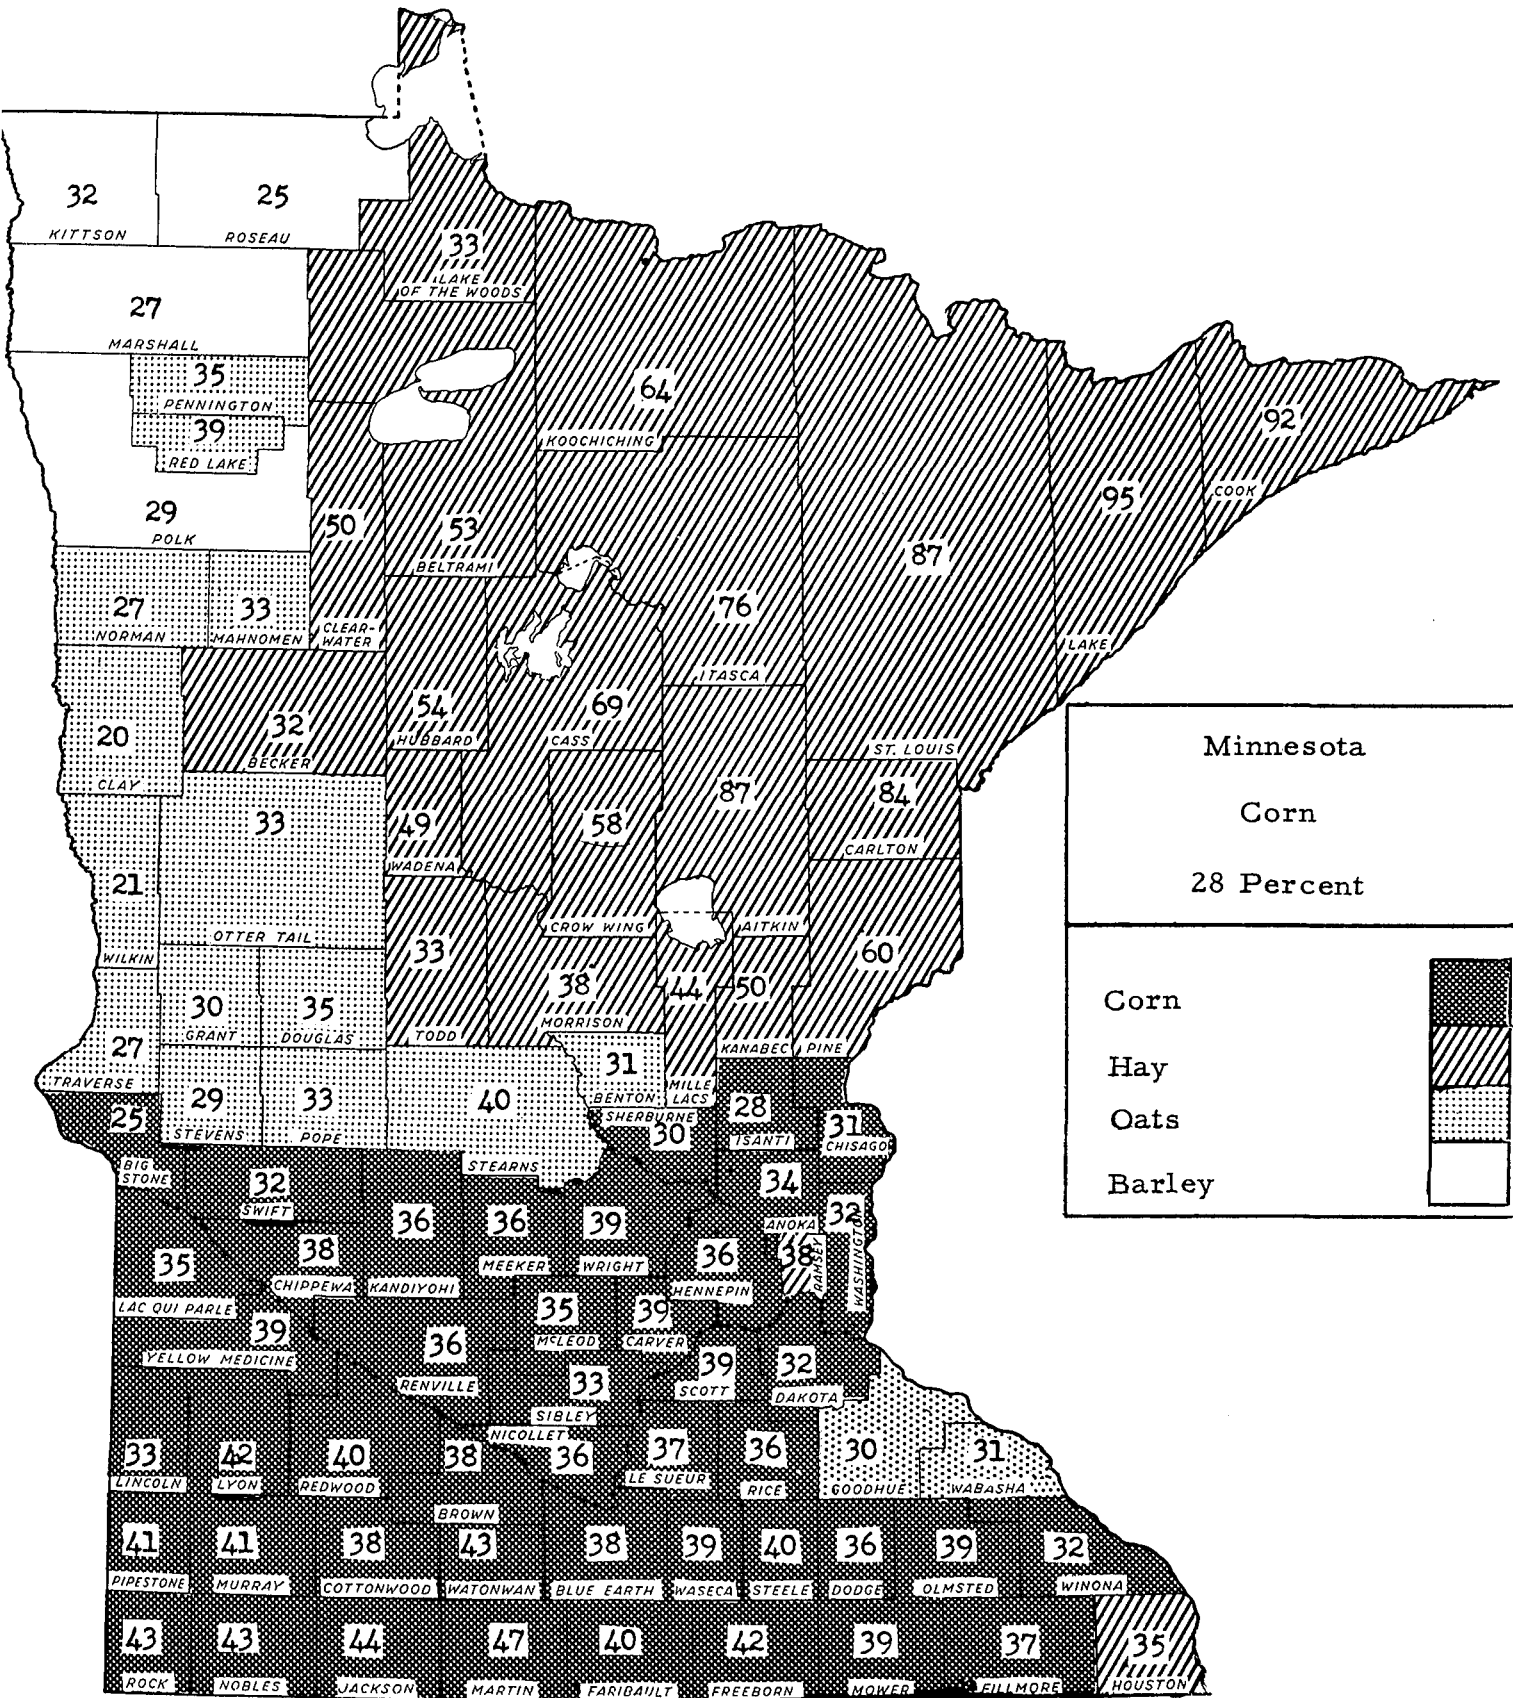 32
25
KITTSON
ROSEAU
33
LAKE
OF THE WOODS
27
MARSHALL
35
PENNINGTON
39
RED LAKE
64
KOOCHICHING
92
COOK
95
LAKE
29
POLK
50
CLEAR-
WATER
53
BELTRAMI
87
ST. LOUIS
27
NORMAN
33
MAHNOMEN
76
ITASCA
20
CLAY
32
BECKER
54
HUBBARD
69
CASS
Minnesota
Corn
28 Percent
33
OTTER TAIL
49
WADENA
58
CROW WING
87
AITKIN
84
CARLTON
21
WILKIN
30
GRANT
35
DOUGLAS
33
TODD
38
MORRISON
44
MILLE
LACS
50
KANABEC
60
PINE
Corn
Hay
Oats
Barley
27
TRAVERSE
29
STEVENS
33
POPE
40
STEARNS
31
BENTON
SHERBURNE
30
28
ISANTI
31
CHISAGO
25
BIG
STONE
32
SWIFT
36
KANDIYOHI
36
MEEKER
39
WRIGHT
34
ANOKA
32
WASHINGTON
35
LAC QUI PARLE
38
CHIPPEWA
36
HENNEPIN
38
RAMSEY
39
YELLOW MEDICINE
36
RENVILLE
35
McLEOD
39
CARVER
33
SIBLEY
39
SCOTT
32
DAKOTA
33
LINCOLN
42
LYON
40
REDWOOD
38
BROWN
NICOLLET
36
37
LE SUEUR
36
RICE
30
GOODHUE
31
WABASHA
41
PIPESTONE
41
MURRAY
38
COTTONWOOD
43
WATONWAN
38
BLUE EARTH
39
WASECA
40
STEELE
36
DODGE
39
OLMSTED
32
WINONA
43
ROCK
43
NOBLES
44
JACKSON
47
MARTIN
40
FARIBAULT
42
FREEBORN
39
MOWER
37
FILLMORE
35
HOUSTON